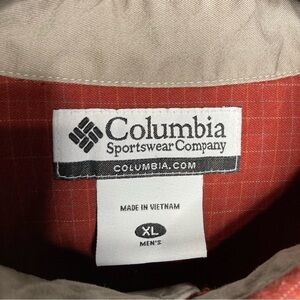 Columbia
Sportswear Company
COLUMBIA.COM
MADE IN VIETNAM
XL
MEN'S